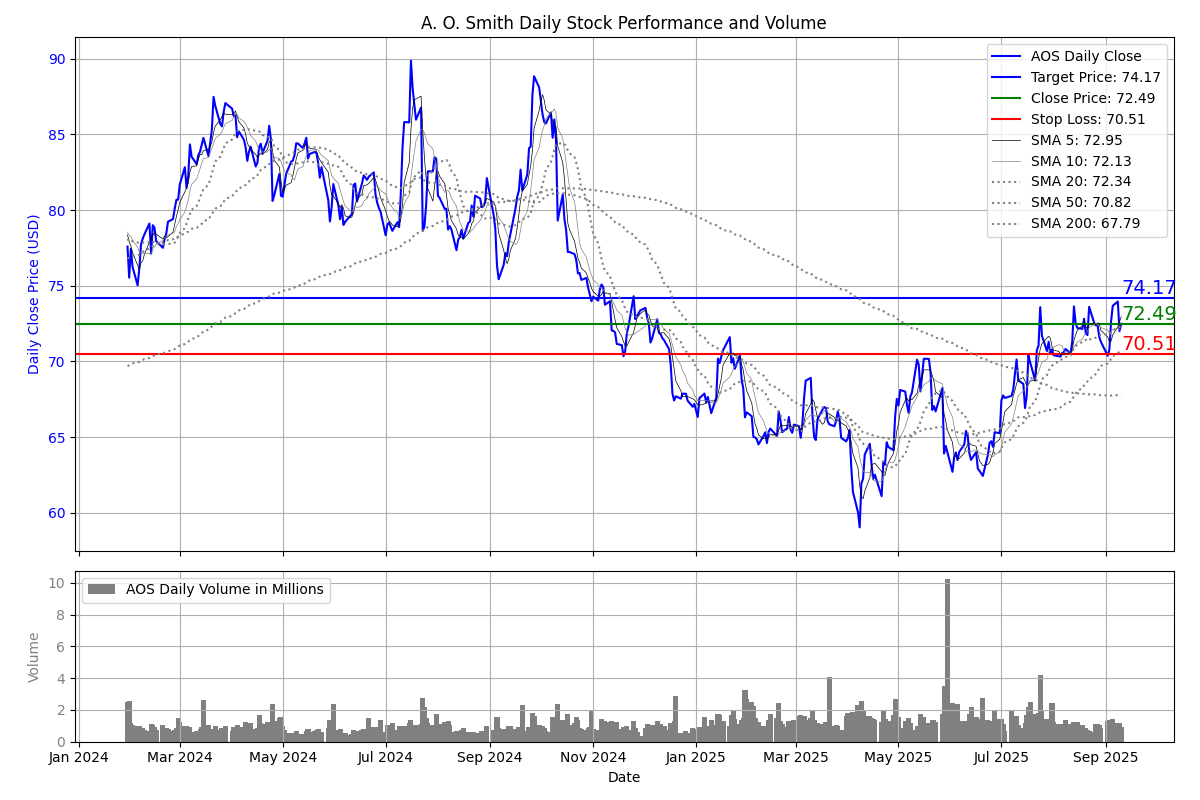 A. O. Smith Daily Stock Performance and Volume
Daily Close Price (USD)
90
85
80
75
70
65
60
AOS Daily Close
Target Price: 74.17
Close Price: 72.49
Stop Loss: 70.51
SMA 5: 72.95
SMA 10: 72.13
SMA 20: 72.34
SMA 50: 70.82
SMA 200: 67.79
74.17
72.49
70.51
Volume
10
8
6
4
2
0
AOS Daily Volume in Millions
Jan 2024 Mar 2024 May 2024 Jul 2024 Sep 2024 Nov 2024 Jan 2025 Mar 2025 May 2025 Jul 2025 Sep 2025
Date